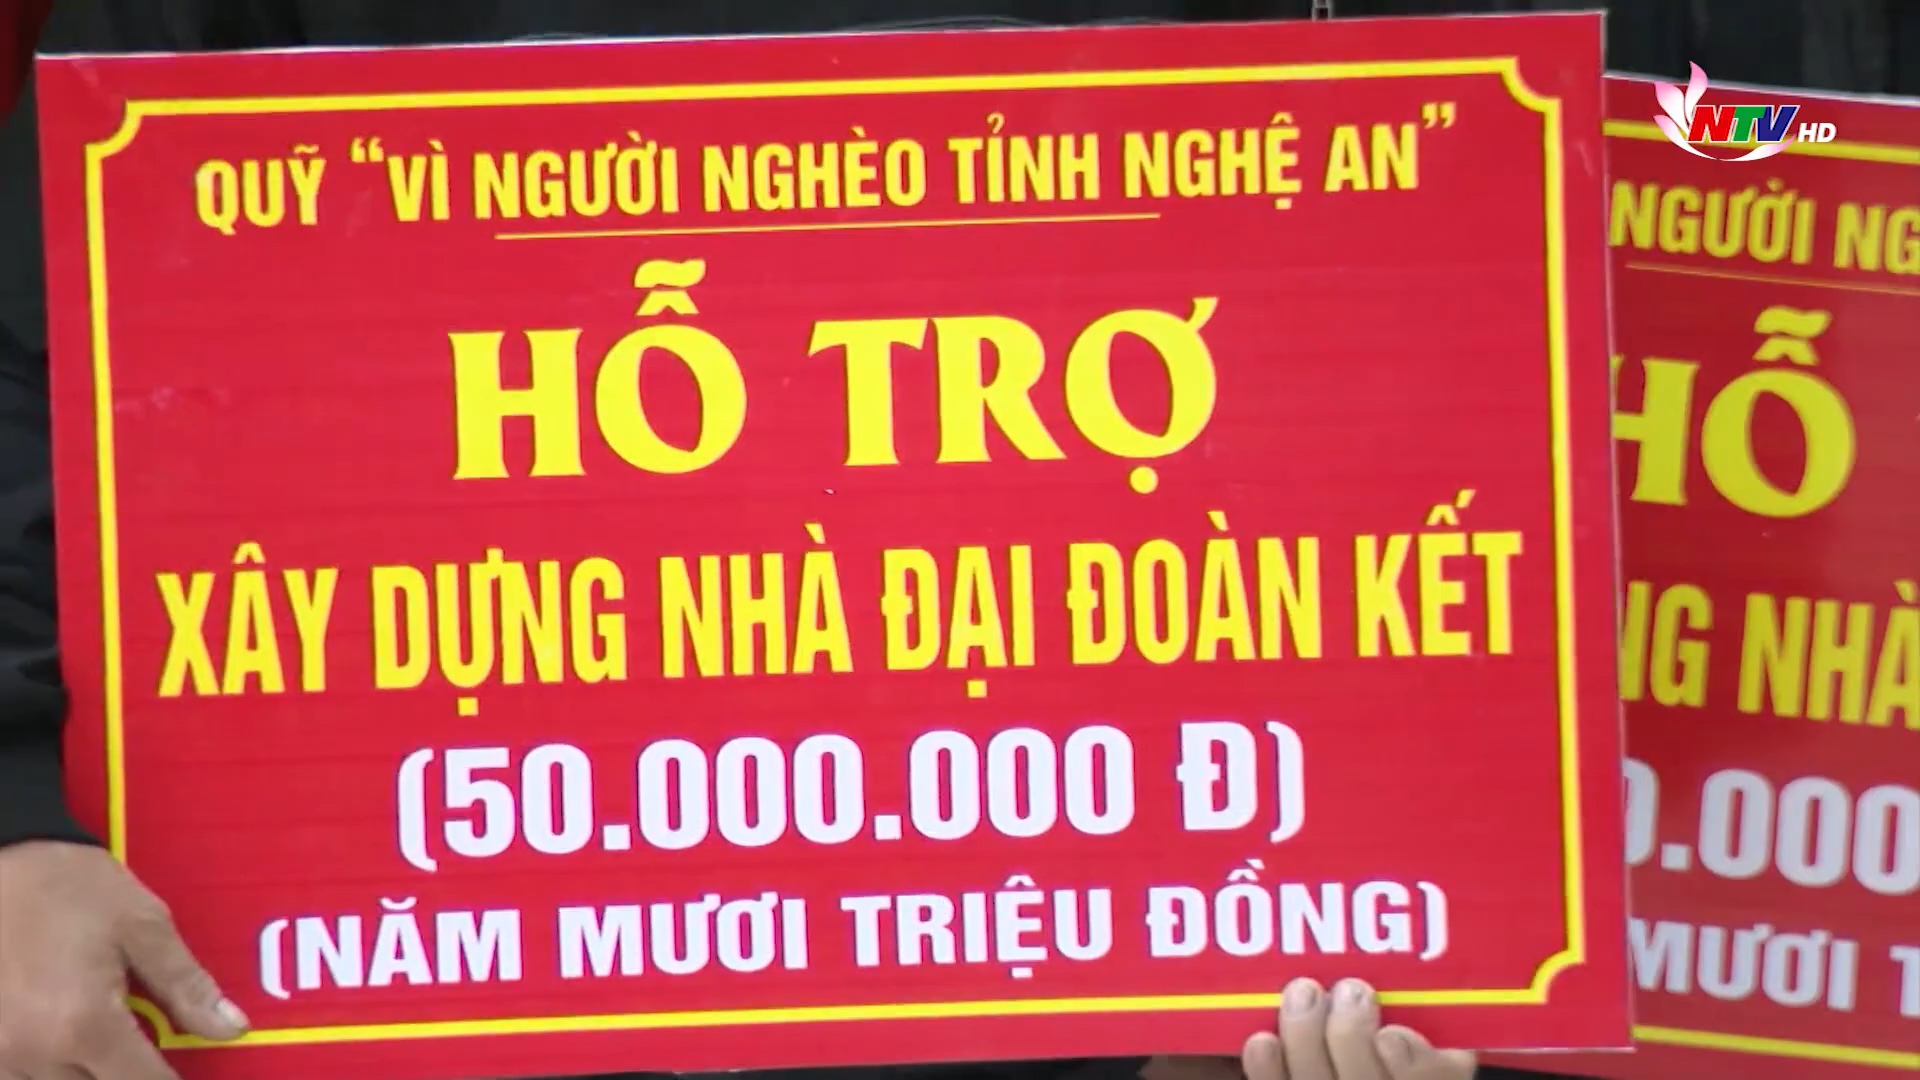 QUỸ “VÌ NGƯỜI NGHÈO TỈNH NGHỆ AN”
HỖ TRỢ
XÂY DỰNG NHÀ ĐẠI ĐOÀN KẾT
(50.000.000 Đ)
(NĂM MƯƠI TRIỆU ĐỒNG)
NTV HD
NGƯỜI NG
HỖ
NG NHÀ
0.000
MƯƠI T